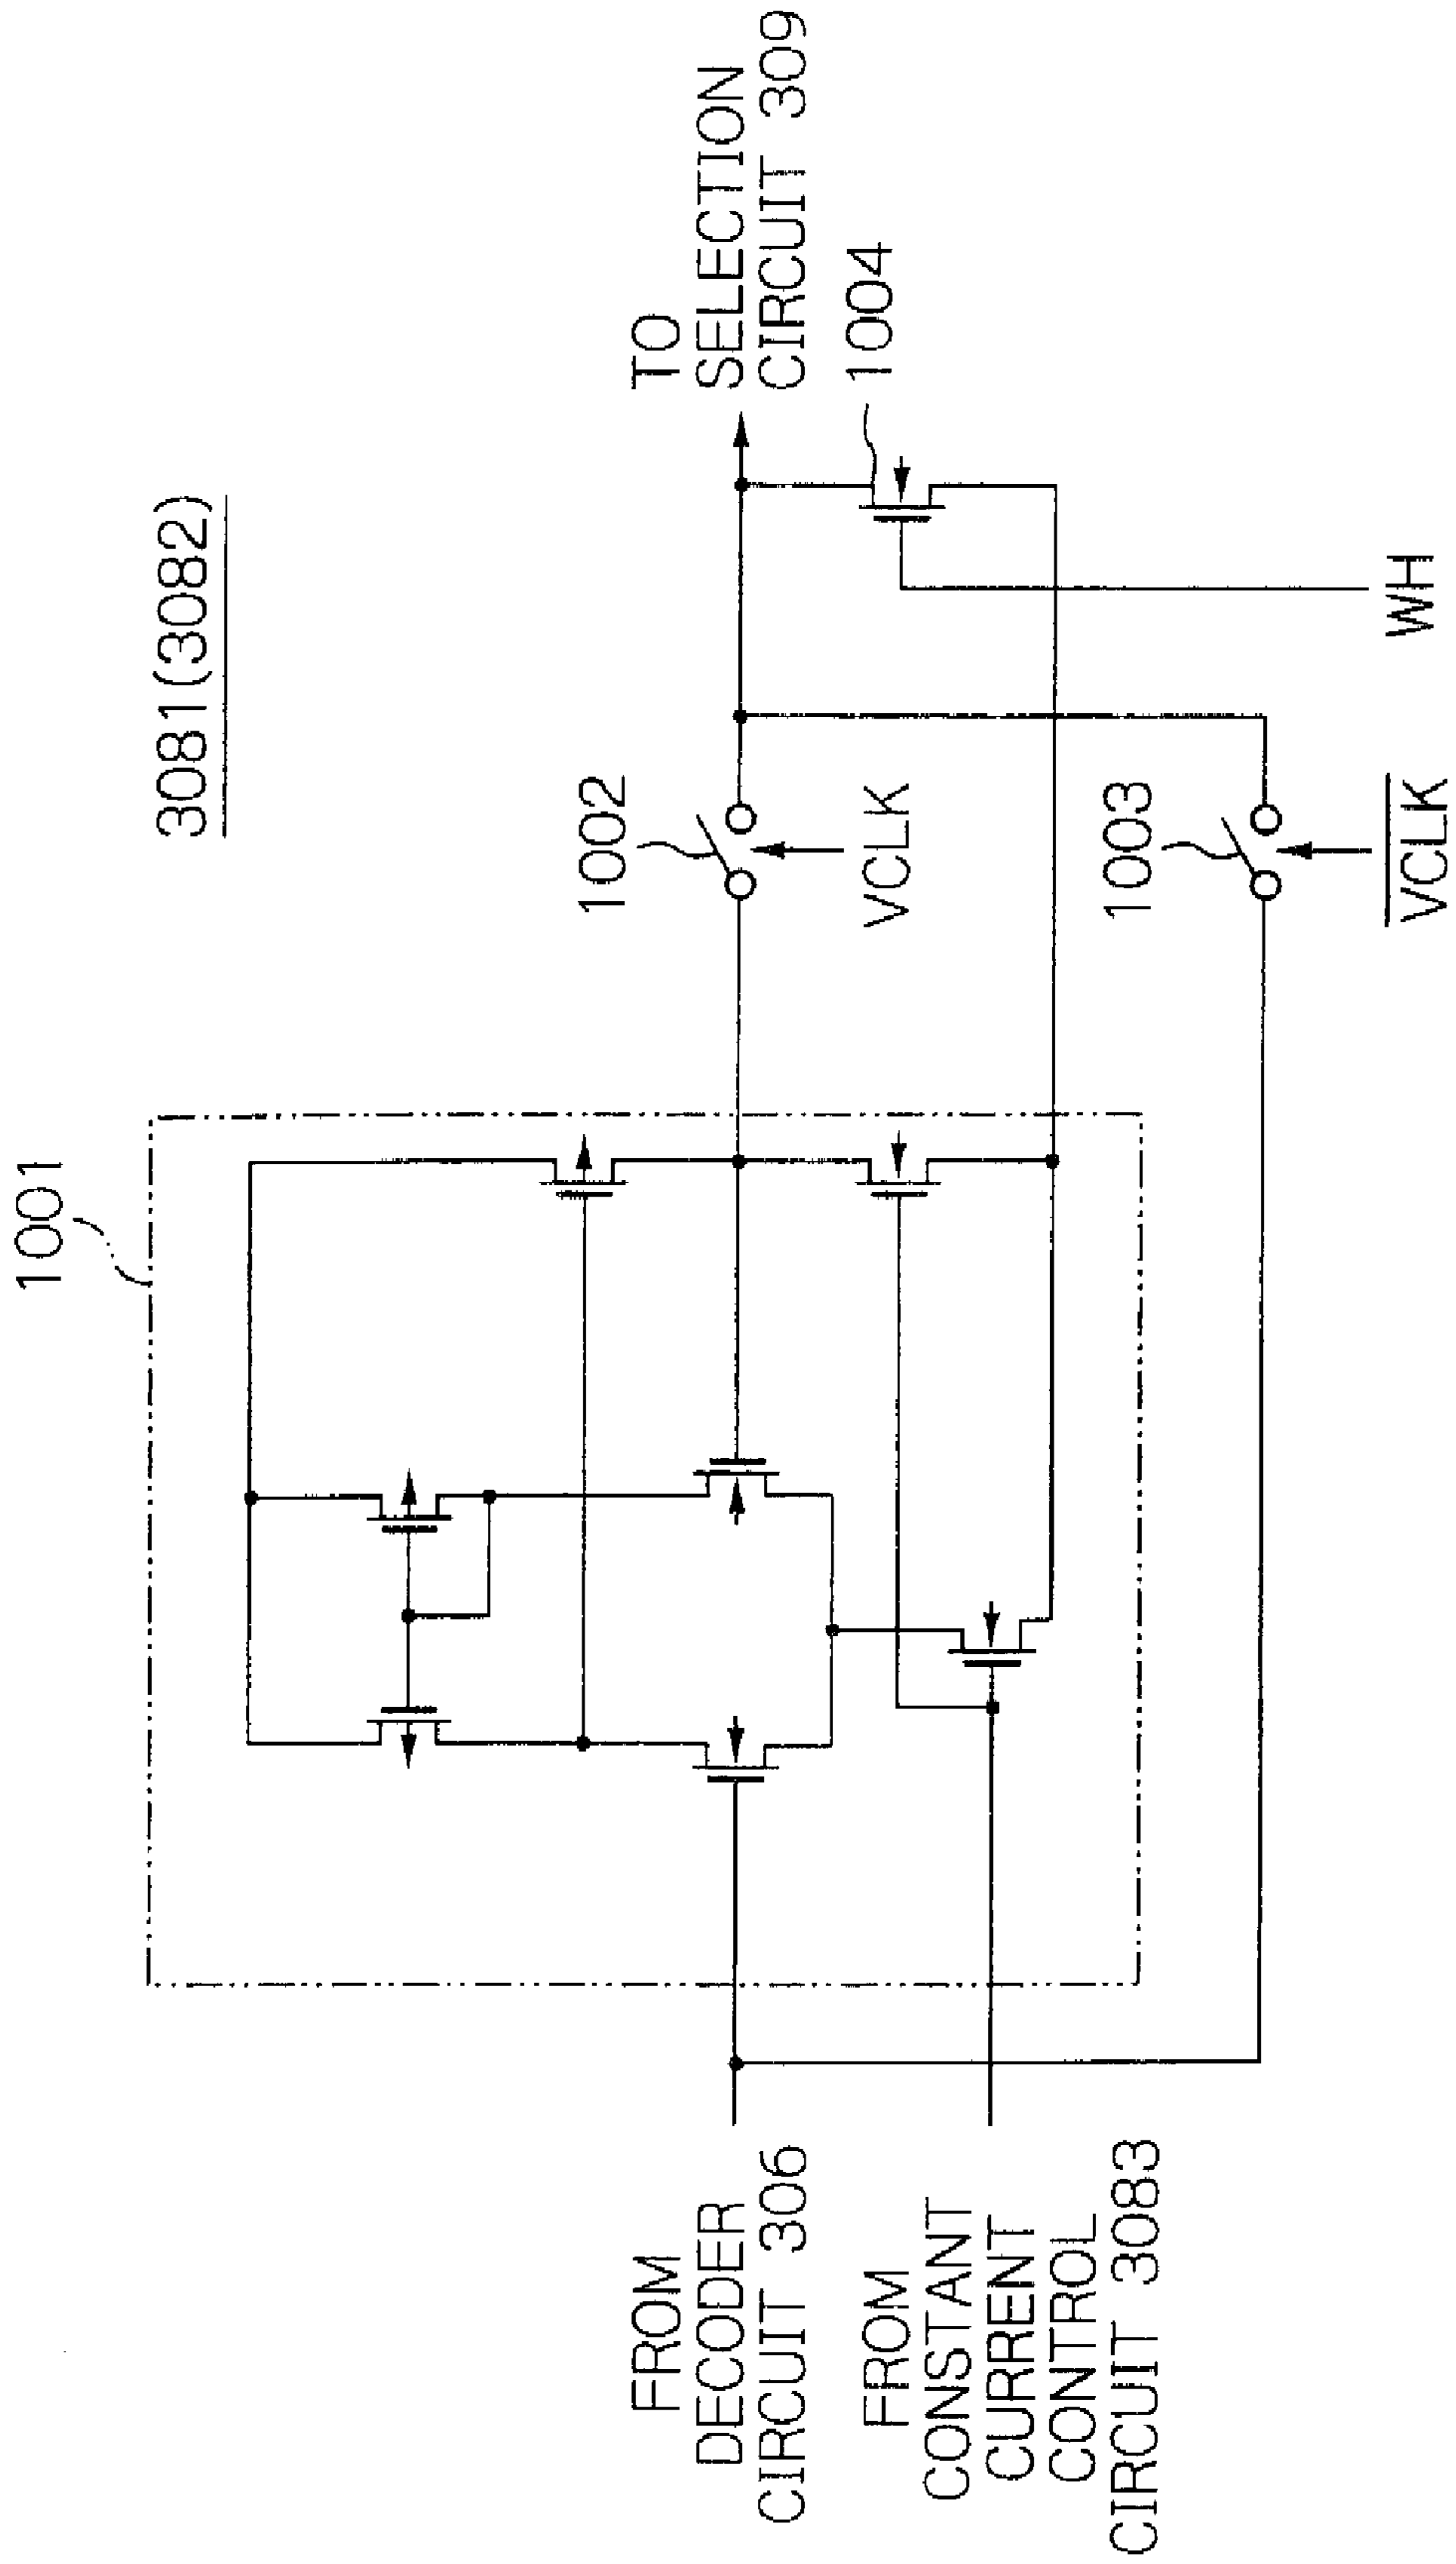 3081(3082)
1001
1002
VCLK
TO
SELECTION
CIRCUIT 309
1004
1003
VCLK
WH
FROM
DECODER
CIRCUIT 306
FROM
CONSTANT
CURRENT
CONTROL
CIRCUIT 3083